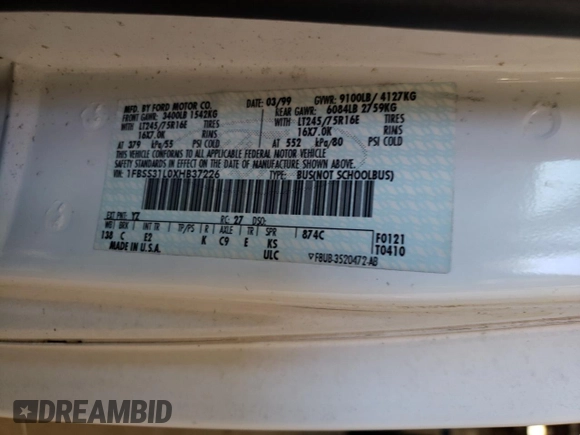 MFD. BY FORD MOTOR CO.
03/99 GVWR: 9100LB/ 4127KG
FRONT GAWR: 3400LB 1542KG REAR GAWR: 6084LB 2759KG
WITH LT245/75R16E TIRES WITH LT245/75R16E TIRES
16X7.0K RIMS 16X7.0K RIMS
AT 379 kPa/55 PSI COLD AT 552 kPa/80 PSI COLD
THIS VEHICLE CONFORMS TO ALL APPLICABLE FEDERAL MOTOR VEHICLE
SAFETY STANDARDS IN EFFECT ON THE DATE OF MANUFACTURE SHOWN ABOVE.
VIN: 1FBSS31L0XHB37226 TYPE: BUS(NOT SCHOOLBUS)
EXT PNT: YZ RC: 27 DSO:
WB BRK INT TR TP/PS R AXLE TR SPR 874C F0121
138 C E2 K C9 E KS T0410
MADE IN U.S.A. ULC ▽F8UB-3520472-AB
DREAMBID